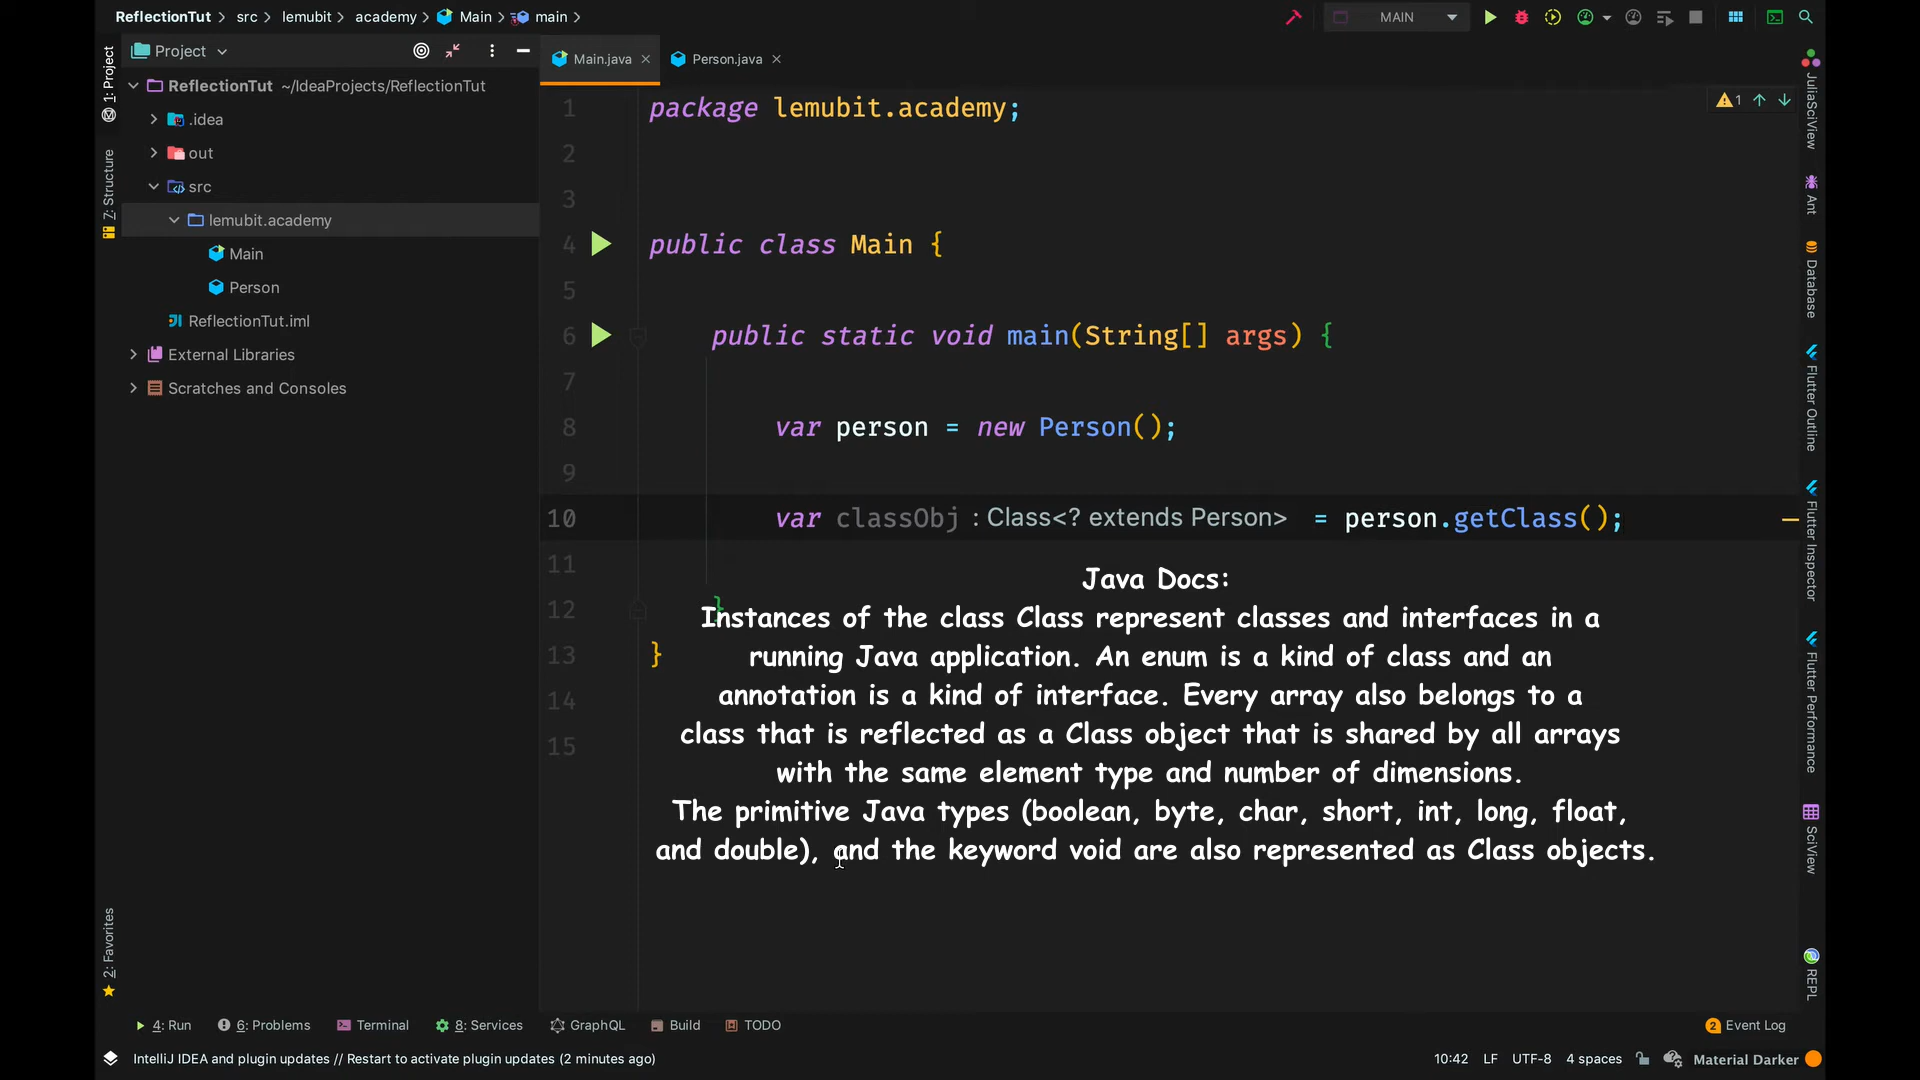 ReflectionTut > src > lemubit > academy > Main > main >
MAIN
1: Project
Z: Structure
2: Favorites
Project
ReflectionTut ~/IdeaProjects/ReflectionTut
.idea
out
src
lemubit.academy
Main
Person
ReflectionTut.iml
External Libraries
Scratches and Consoles
Main.java
Person.java
1 package lemubit.academy;
2
3
4 public class Main {
5
6 public static void main(String[] args) {
7
8 var person = new Person();
9
10 var classObj : Class<? extends Person> = person.getClass();
11
12 }
13 }
14
15
1
Java Docs:
Instances of the class Class represent classes and interfaces in a
running Java application. An enum is a kind of class and an
annotation is a kind of interface. Every array also belongs to a
class that is reflected as a Class object that is shared by all arrays
with the same element type and number of dimensions.
The primitive Java types (boolean, byte, char, short, int, long, float,
and double), and the keyword void are also represented as Class objects.
JuliaSciView
Ant
Database
Flutter Outline
Flutter Inspector
Flutter Performance
SciView
REPL
4: Run
6: Problems
Terminal
8: Services
GraphQL
Build
TODO
2 Event Log
IntelliJ IDEA and plugin updates // Restart to activate plugin updates (2 minutes ago)
10:42 LF UTF-8 4 spaces Material Darker